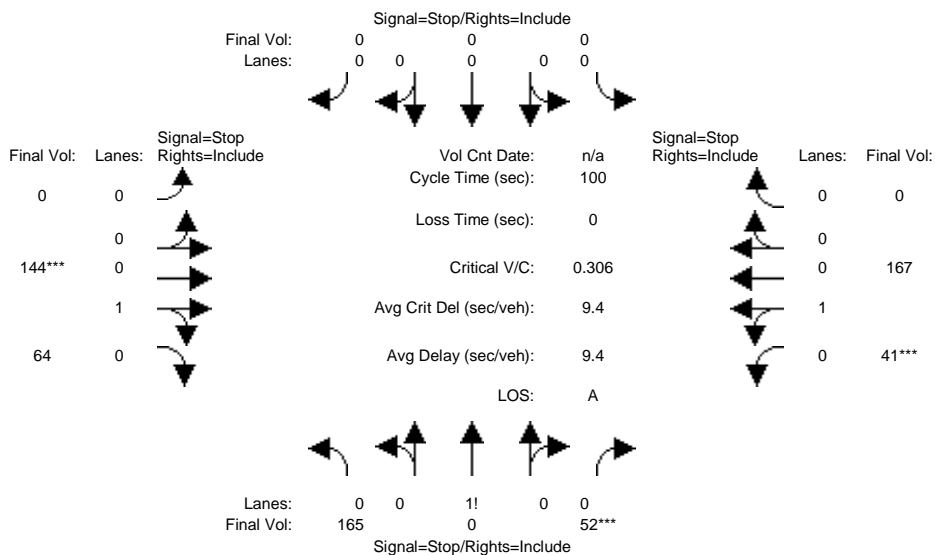 Signal=Stop/Rights=Include
Final Vol: 0 0 0
Lanes: 0 0 0 0 0
Signal=Stop Signal=Stop
Final Vol: Lanes: Rights=Include Vol Cnt Date: n/a Rights=Include Lanes: Final Vol:
Cycle Time (sec): 100
0 0 0 0
Loss Time (sec): 0
0 0
144*** 0 Critical V/C: 0.306 0 167
1 Avg Crit Del (sec/veh): 9.4 1
64 0 Avg Delay (sec/veh): 9.4 0 41***
LOS: A
Lanes: 0 0 1! 0 0
Final Vol: 165 0 52***
Signal=Stop/Rights=Include